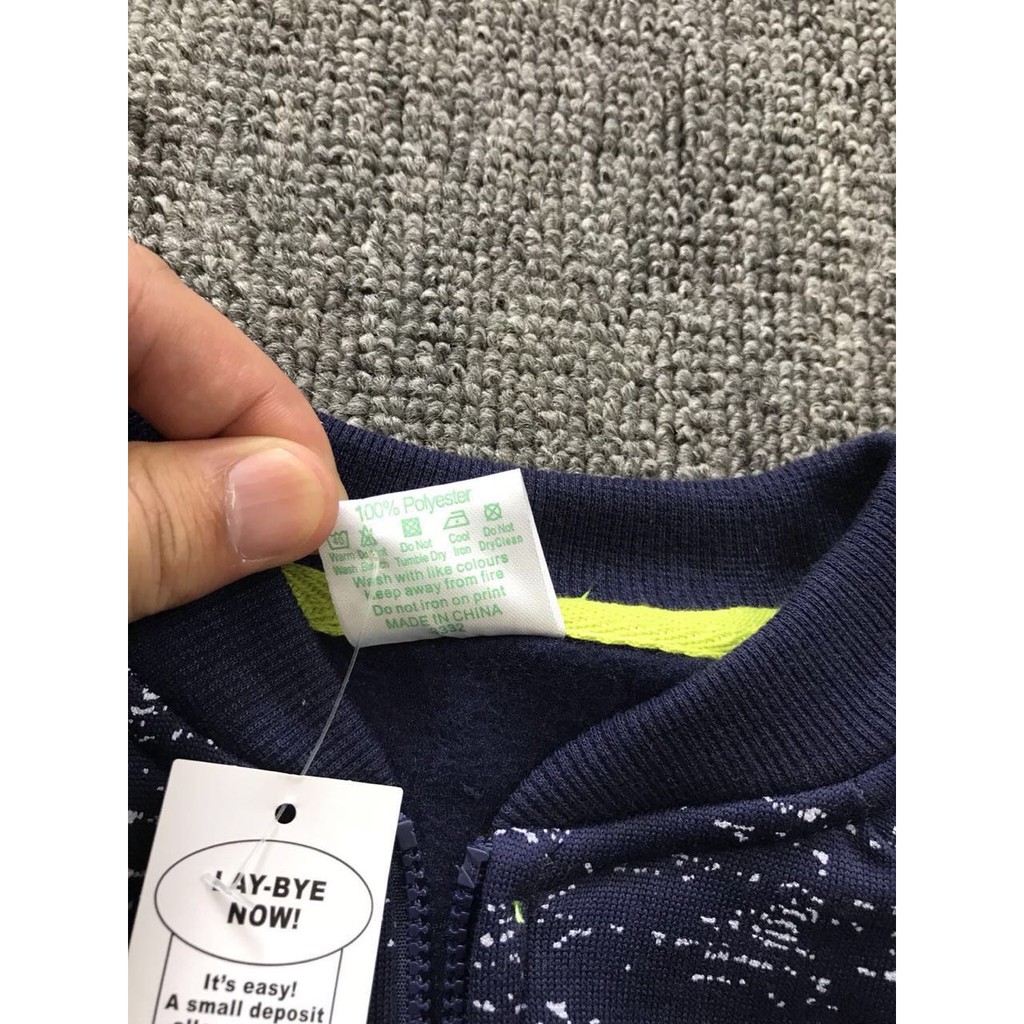 100% Polyester
40
Warm Do Not Do Not Cool Do Not
Wash Bleach Tumble Dry Iron DryClean
Wash with like colours
Keep away from fire
Do not iron on print
MADE IN CHINA
LAY-BYE
NOW!
It's easy!
A small deposit